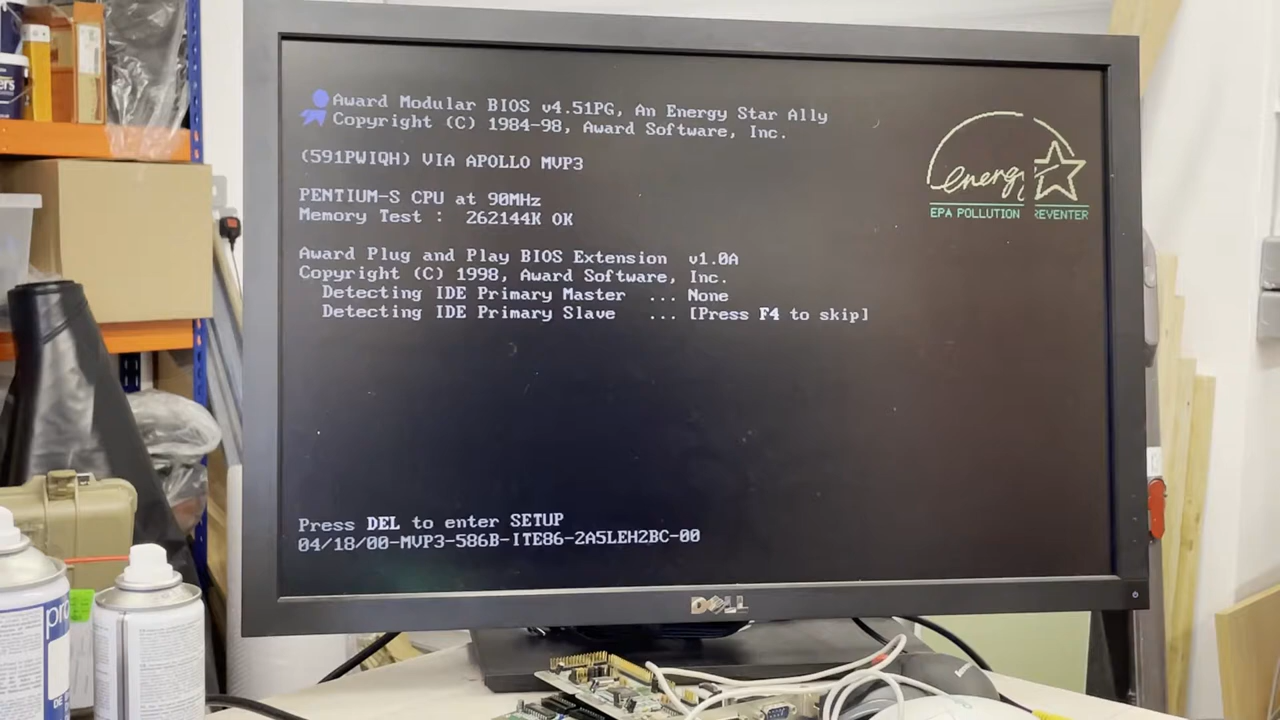 Award Modular BIOS v4.51PG, An Energy Star Ally
Copyright (C) 1984-98, Award Software, Inc.
(591PWIQH) VIA APOLLO MVP3
PENTIUM-S CPU at 90MHz
Memory Test :  262144K OK
energy
EPA POLLUTION REVENTER
Award Plug and Play BIOS Extension  v1.0A
Copyright (C) 1998, Award Software, Inc.
Detecting IDE Primary Master  ... None
Detecting IDE Primary Slave   ... [Press F4 to skip]
Press DEL to enter SETUP
04/18/00-MVP3-586B-ITE86-2A5LEH2BC-00
DELL